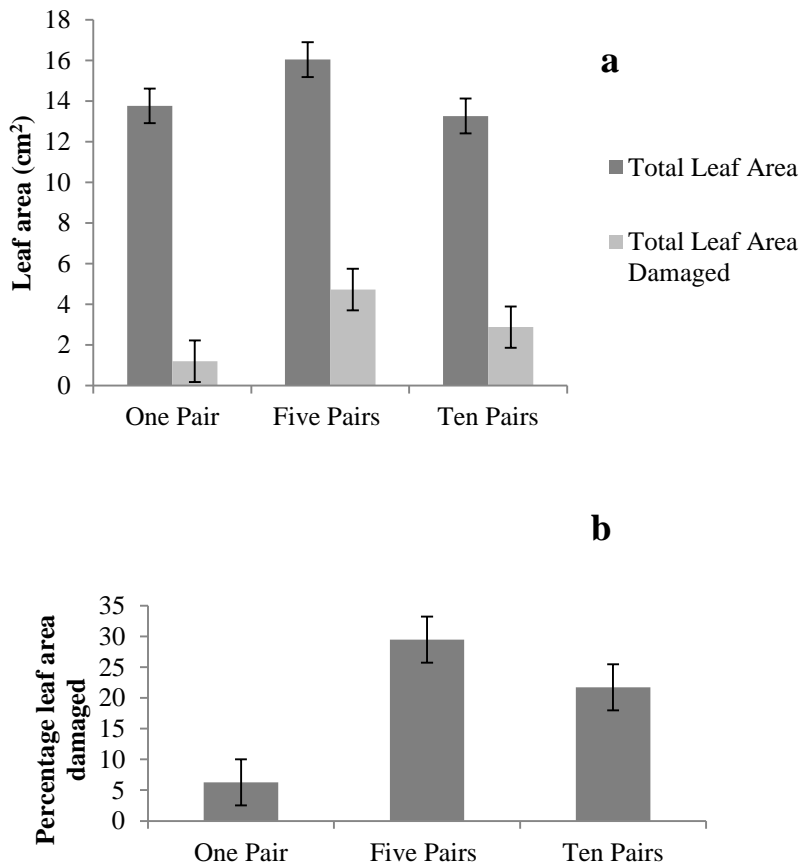 18
16
14
12
10
8
6
4
2
0
Leaf area (cm²)
One Pair
Five Pairs
Ten Pairs
a
Total Leaf Area
Total Leaf Area
Damaged
b
35
30
25
20
15
10
5
0
Percentage leaf area
damaged
One Pair
Five Pairs
Ten Pairs